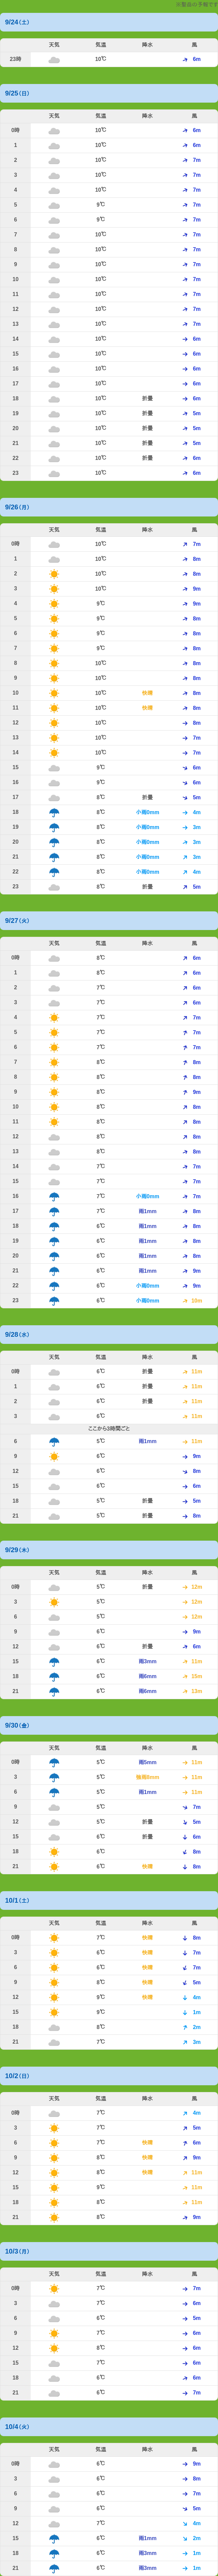 ※製品の予報です
9/24(土)
天気 気温 降水 風
23時 10℃ 6m
9/25(日)
天気 気温 降水 風
0時 10℃ 6m
1 10℃ 6m
2 10℃ 7m
3 10℃ 7m
4 10℃ 7m
5 9℃ 7m
6 9℃ 7m
7 10℃ 7m
8 10℃ 7m
9 10℃ 7m
10 10℃ 7m
11 10℃ 7m
12 10℃ 7m
13 10℃ 7m
14 10℃ 6m
15 10℃ 6m
16 10℃ 6m
17 10℃ 6m
18 10℃ 折畳 6m
19 10℃ 折畳 5m
20 10℃ 折畳 5m
21 10℃ 折畳 5m
22 10℃ 折畳 6m
23 10℃ 6m
9/26(月)
天気 気温 降水 風
0時 10℃ 7m
1 10℃ 8m
2 10℃ 8m
3 10℃ 9m
4 9℃ 9m
5 9℃ 8m
6 9℃ 8m
7 9℃ 8m
8 10℃ 8m
9 10℃ 8m
10 10℃ 快晴 8m
11 10℃ 快晴 8m
12 10℃ 8m
13 10℃ 7m
14 10℃ 7m
15 9℃ 6m
16 9℃ 6m
17 8℃ 折畳 5m
18 8℃ 小雨0mm 4m
19 8℃ 小雨0mm 3m
20 8℃ 小雨0mm 3m
21 8℃ 小雨0mm 3m
22 8℃ 小雨0mm 4m
23 8℃ 折畳 5m
9/27(火)
天気 気温 降水 風
0時 8℃ 6m
1 8℃ 6m
2 7℃ 6m
3 7℃ 6m
4 7℃ 7m
5 7℃ 7m
6 7℃ 7m
7 8℃ 8m
8 8℃ 8m
9 8℃ 9m
10 8℃ 8m
11 8℃ 8m
12 8℃ 8m
13 8℃ 8m
14 7℃ 7m
15 7℃ 7m
16 7℃ 小雨0mm 7m
17 7℃ 雨1mm 8m
18 6℃ 雨1mm 8m
19 6℃ 雨1mm 8m
20 6℃ 雨1mm 8m
21 6℃ 雨1mm 9m
22 6℃ 小雨0mm 9m
23 6℃ 小雨0mm 10m
9/28(水)
天気 気温 降水 風
0時 6℃ 折畳 11m
1 6℃ 折畳 11m
2 6℃ 折畳 11m
3 6℃ 11m
ここから3時間ごと
6 5℃ 雨1mm 11m
9 6℃ 9m
12 6℃ 8m
15 6℃ 6m
18 5℃ 折畳 5m
21 5℃ 折畳 8m
9/29(木)
天気 気温 降水 風
0時 5℃ 折畳 12m
3 5℃ 12m
6 5℃ 12m
9 6℃ 9m
12 6℃ 折畳 6m
15 6℃ 雨3mm 11m
18 6℃ 雨6mm 15m
21 6℃ 雨6mm 13m
9/30(金)
天気 気温 降水 風
0時 5℃ 雨5mm 11m
3 5℃ 強雨8mm 11m
6 5℃ 雨1mm 11m
9 5℃ 7m
12 5℃ 折畳 5m
15 6℃ 折畳 6m
18 6℃ 8m
21 6℃ 快晴 8m
10/1(土)
天気 気温 降水 風
0時 7℃ 快晴 8m
3 6℃ 快晴 7m
6 6℃ 快晴 7m
9 8℃ 快晴 5m
12 9℃ 快晴 4m
15 9℃ 1m
18 8℃ 2m
21 7℃ 3m
10/2(日)
天気 気温 降水 風
0時 7℃ 4m
3 7℃ 5m
6 7℃ 快晴 6m
9 8℃ 快晴 9m
12 8℃ 快晴 11m
15 9℃ 11m
18 8℃ 11m
21 8℃ 9m
10/3(月)
天気 気温 降水 風
0時 7℃ 7m
3 7℃ 6m
6 6℃ 5m
9 7℃ 6m
12 8℃ 6m
15 7℃ 6m
18 6℃ 6m
21 6℃ 7m
10/4(火)
天気 気温 降水 風
0時 6℃ 9m
3 6℃ 8m
6 6℃ 7m
9 6℃ 5m
12 7℃ 4m
15 6℃ 雨1mm 2m
18 6℃ 雨3mm 1m
21 6℃ 雨3mm 1m